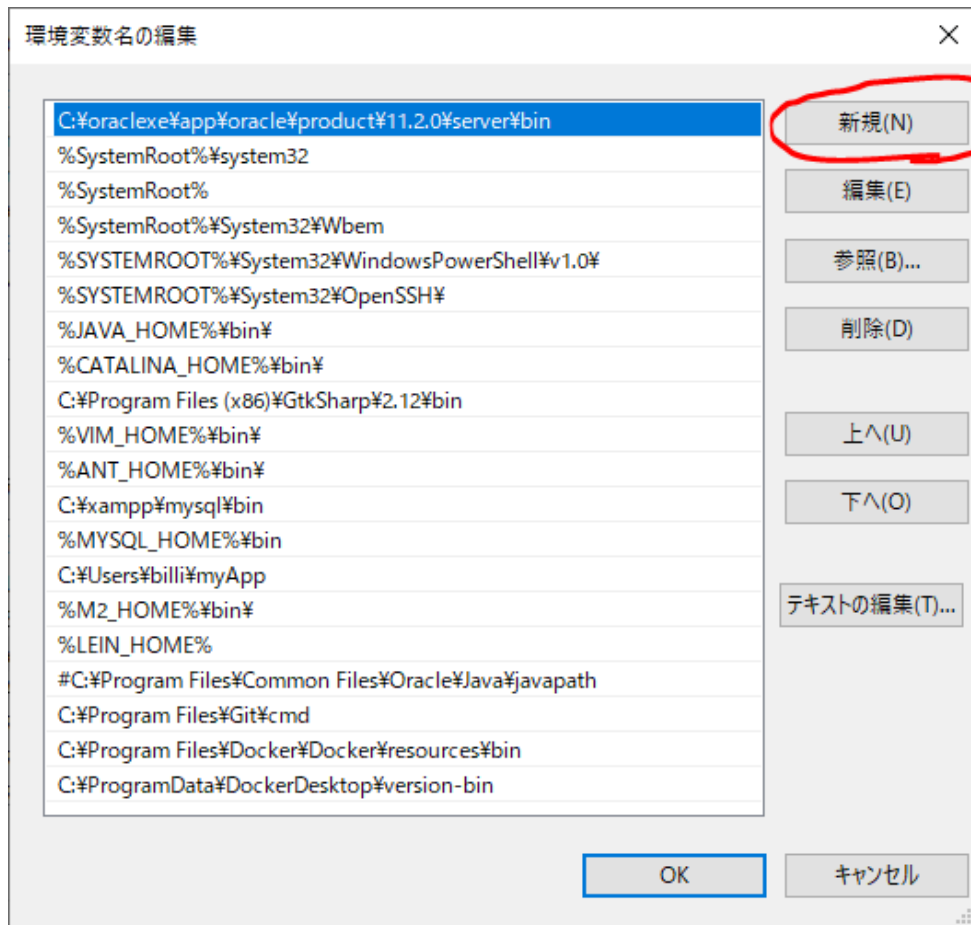 環境変数名の編集
C:¥oraclexe¥app¥oracle¥product¥11.2.0¥server¥bin
%SystemRoot%¥system32
%SystemRoot%
%SystemRoot%¥System32¥Wbem
%SYSTEMROOT%¥System32¥WindowsPowerShell¥v1.0¥
%SYSTEMROOT%¥System32¥OpenSSH¥
%JAVA_HOME%¥bin¥
%CATALINA_HOME%¥bin¥
C:¥Program Files (x86)¥GtkSharp¥2.12¥bin
%VIM_HOME%¥bin¥
%ANT_HOME%¥bin¥
C:¥xampp¥mysql¥bin
%MYSQL_HOME%¥bin
C:¥Users¥billi¥myApp
%M2_HOME%¥bin¥
%LEIN_HOME%
#C:¥Program Files¥Common Files¥Oracle¥Java¥javapath
C:¥Program Files¥Git¥cmd
C:¥Program Files¥Docker¥Docker¥resources¥bin
C:¥ProgramData¥DockerDesktop¥version-bin
新規(N)
編集(E)
参照(B)...
削除(D)
上へ(U)
下へ(O)
テキストの編集(T)...
OK
キャンセル